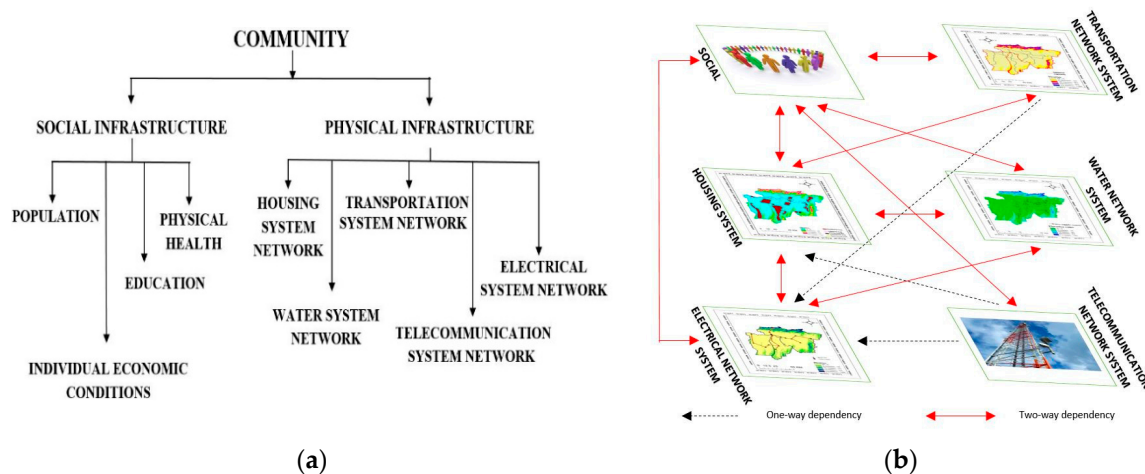 COMMUNITY
SOCIAL INFRASTRUCTURE
PHYSICAL INFRASTRUCTURE
POPULATION
PHYSICAL
HEALTH
EDUCATION
INDIVIDUAL ECONOMIC
CONDITIONS
HOUSING
SYSTEM
NETWORK
TRANSPORTATION
SYSTEM NETWORK
ELECTRICAL
SYSTEM NETWORK
WATER SYSTEM
NETWORK
TELECOMMUNICATION
SYSTEM NETWORK
(a)
SOCIAL
TRANSPORTATION
NETWORK SYSTEM
HOUSING SYSTEM
WATER NETWORK
SYSTEM
ELECTRICAL NETWORK
SYSTEM
TELECOMMUNICATION
NETWORK SYSTEM
One-way dependency
Two-way dependency
(b)